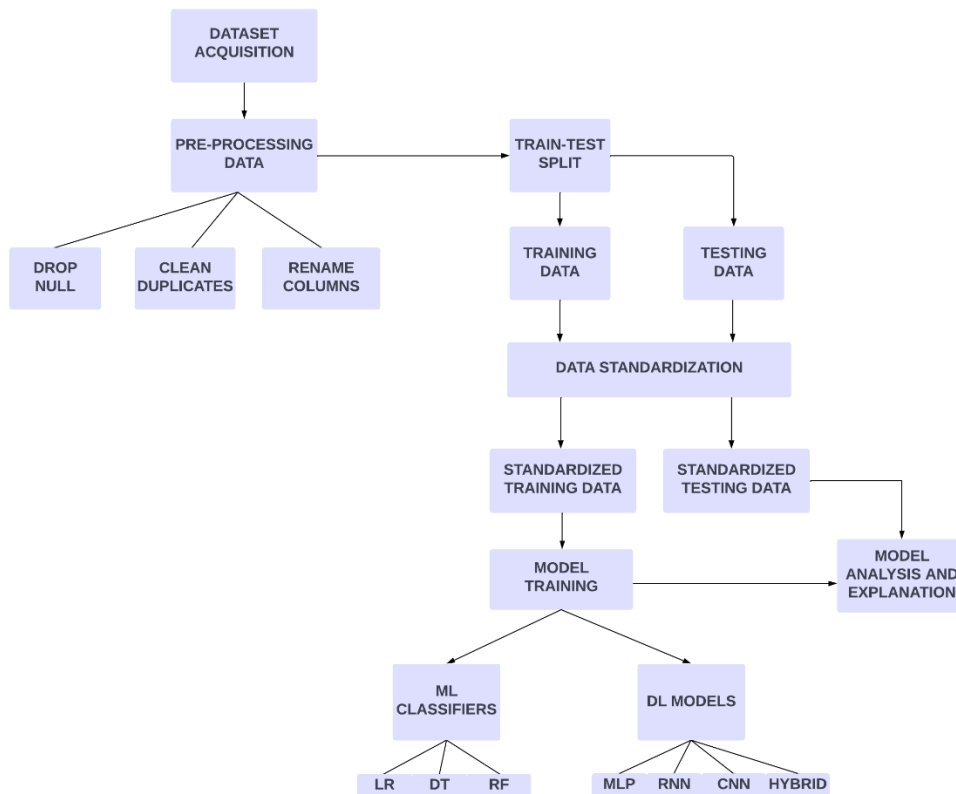 DATASET
ACQUISITION
PRE-PROCESSING
DATA
TRAIN-TEST
SPLIT
DROP
NULL
CLEAN
DUPLICATES
RENAME
COLUMNS
TRAINING
DATA
TESTING
DATA
DATA STANDARDIZATION
STANDARDIZED
TRAINING DATA
STANDARDIZED
TESTING DATA
MODEL
TRAINING
MODEL
ANALYSIS AND
EXPLANATION
ML
CLASSIFIERS
DL MODELS
LR DT RF
MLP RNN CNN HYBRID